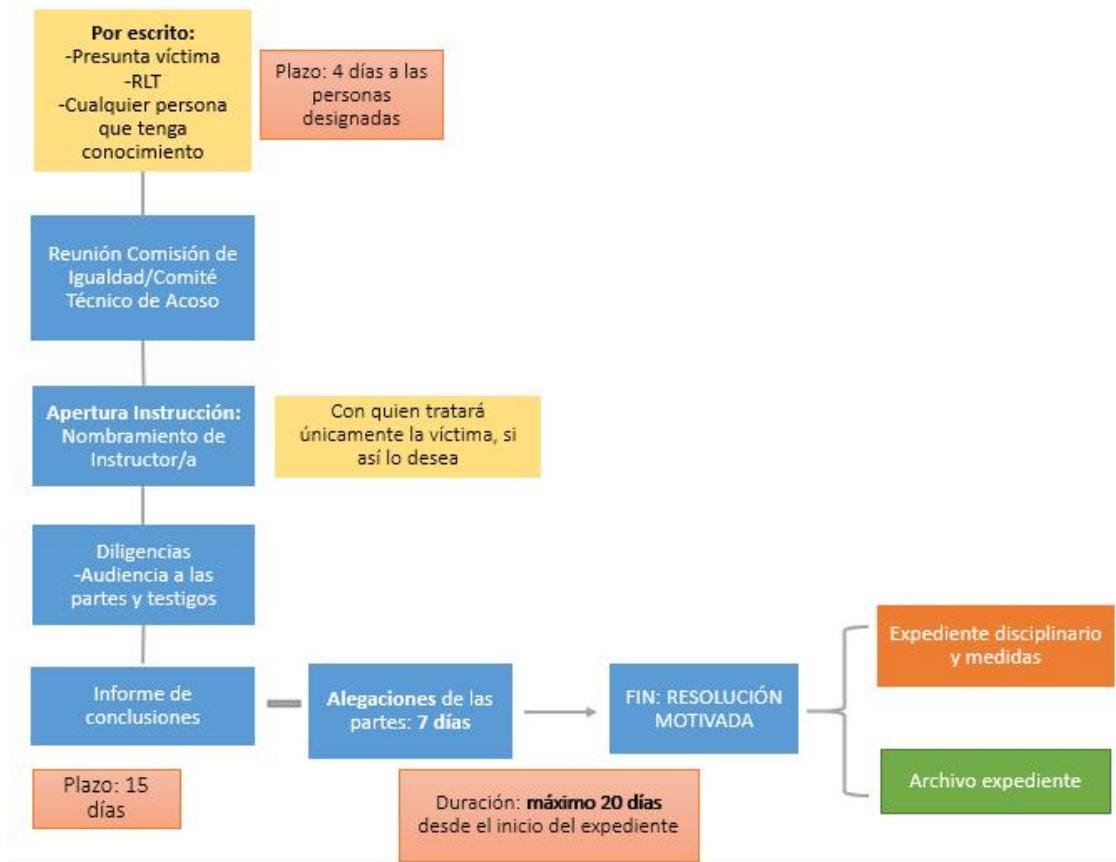 Por escrito:
-Presunta víctima
-RLT
-Cualquier persona
que tenga
conocimiento
Plazo: 4 días a las
personas
designadas
Reunión Comisión de
Igualdad/Comité
Técnico de Acoso
Apertura Instrucción:
Nombramiento de
Instructor/a
Con quien tratará
únicamente la víctima, si
así lo desea
Diligencias
-Audiencia a las
partes y testigos
Informe de
conclusiones
Alegaciones de las
partes: 7 días
FIN: RESOLUCIÓN
MOTIVADA
Expediente disciplinario
y medidas
Archivo expediente
Plazo: 15
días
Duración: máximo 20 días
desde el inicio del expediente